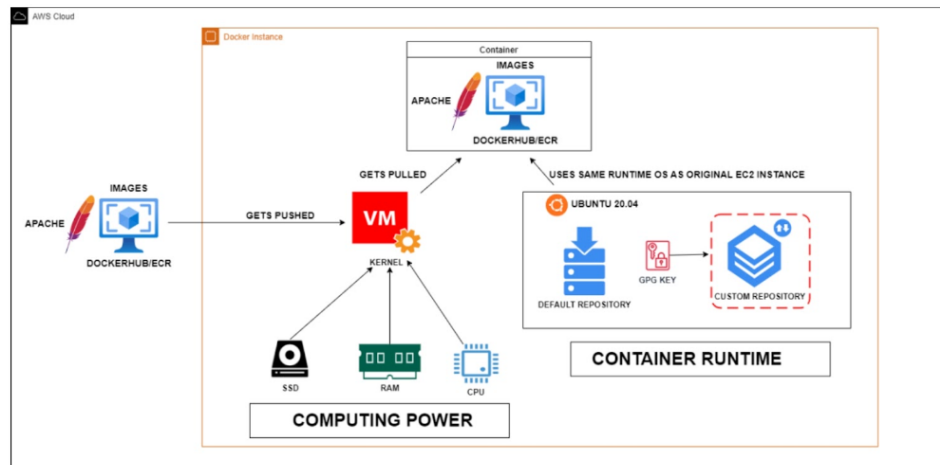 AWS Cloud
Docker Instance
Container
IMAGES
APACHE
DOCKERHUB/ECR
GETS PULLED
USES SAME RUNTIME OS AS ORIGINAL EC2 INSTANCE
IMAGES
APACHE
DOCKERHUB/ECR
GETS PUSHED
VM
KERNEL
UBUNTU 20.04
DEFAULT REPOSITORY
GPG KEY
CUSTOM REPOSITORY
SSD
RAM
CPU
CONTAINER RUNTIME
COMPUTING POWER